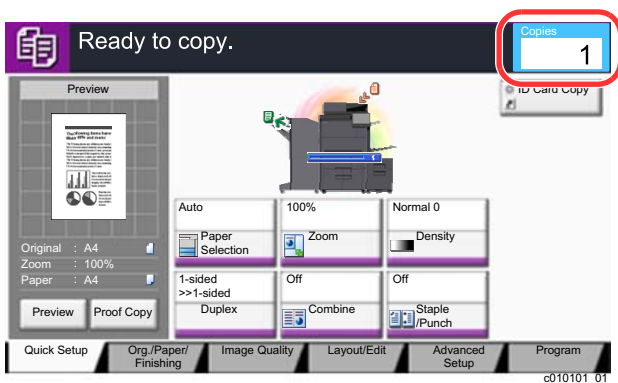 Ready to copy.
Copies
1
Preview
ID Card Copy
Original : A4
Zoom : 100%
Paper : A4
Preview
Proof Copy
Auto
Paper
Selection
100%
Zoom
Normal 0
Density
1-sided
>>1-sided
Duplex
Off
Combine
Off
Staple
/Punch
Quick Setup
Org./Paper/
Finishing
Image Quality
Layout/Edit
Advanced
Setup
Program
c010101_01